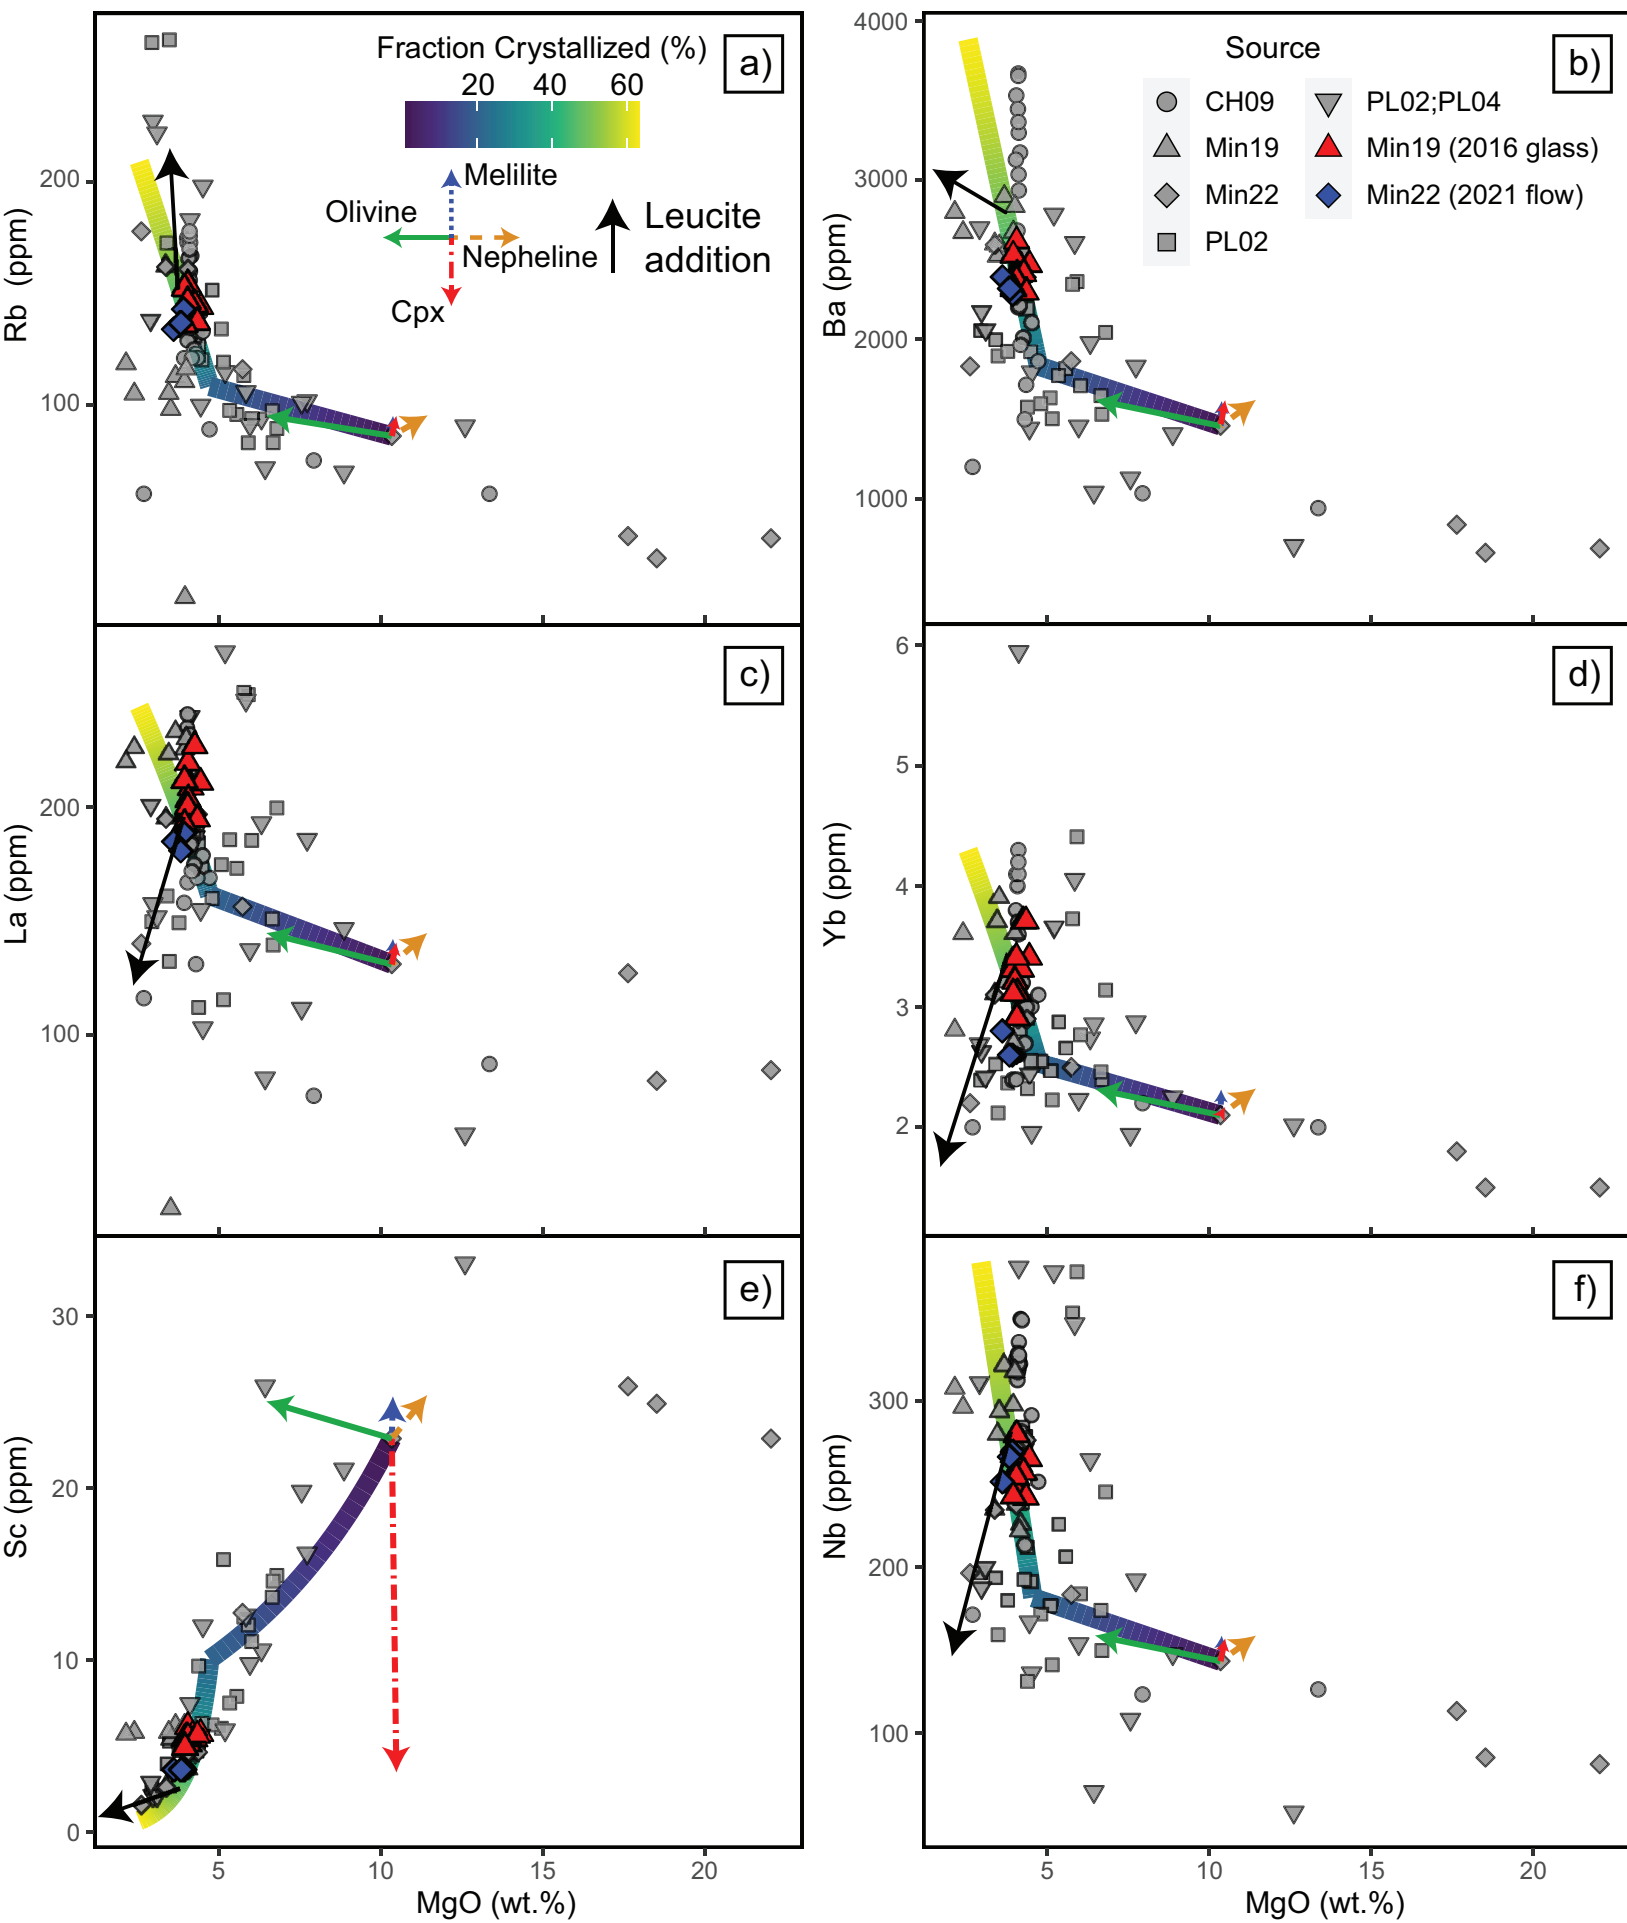 Fraction Crystallized (%)
20 40 60
a)
Melilite
Olivine
Nepheline
Cpx
Leucite
addition
Rb (ppm)
200
100
b)
Source
CH09
PL02;PL04
Min19
Min19 (2016 glass)
Min22
Min22 (2021 flow)
PL02
Ba (ppm)
4000
3000
2000
1000
c)
La (ppm)
200
100
d)
Yb (ppm)
6
5
4
3
2
e)
Sc (ppm)
30
20
10
0
5 10 15 20
MgO (wt.%)
f)
Nb (ppm)
300
200
100
5 10 15 20
MgO (wt.%)